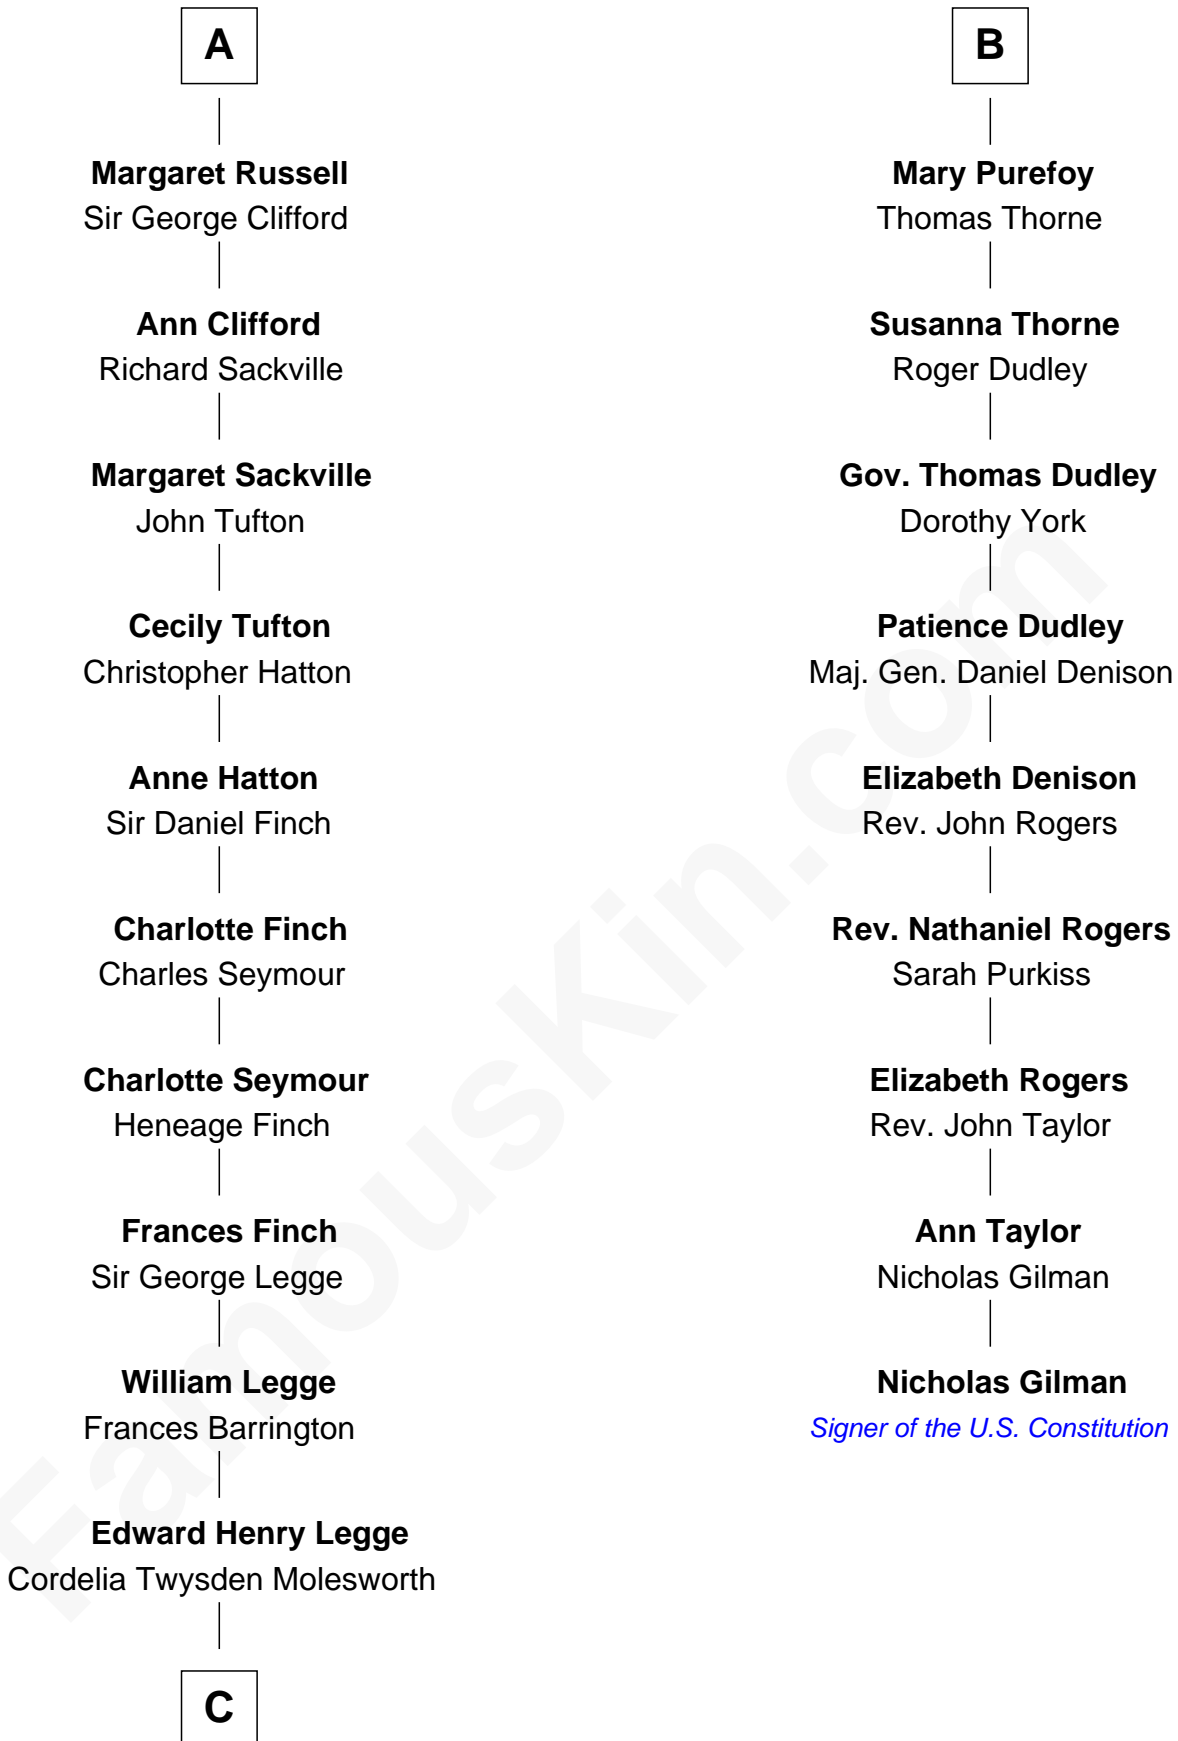 A
Margaret Russell
Sir George Clifford
Ann Clifford
Richard Sackville
Margaret Sackville
John Tufton
Cecily Tufton
Christopher Hatton
Anne Hatton
Sir Daniel Finch
Charlotte Finch
Charles Seymour
Charlotte Seymour
Heneage Finch
Frances Finch
Sir George Legge
William Legge
Frances Barrington
Edward Henry Legge
Cordelia Twysden Molesworth
C
B
Mary Purefoy
Thomas Thorne
Susanna Thorne
Roger Dudley
Gov. Thomas Dudley
Dorothy York
Patience Dudley
Maj. Gen. Daniel Denison
Elizabeth Denison
Rev. John Rogers
Rev. Nathaniel Rogers
Sarah Purkiss
Elizabeth Rogers
Rev. John Taylor
Ann Taylor
Nicholas Gilman
Nicholas Gilman
Signer of the U.S. Constitution
FamousKin.com